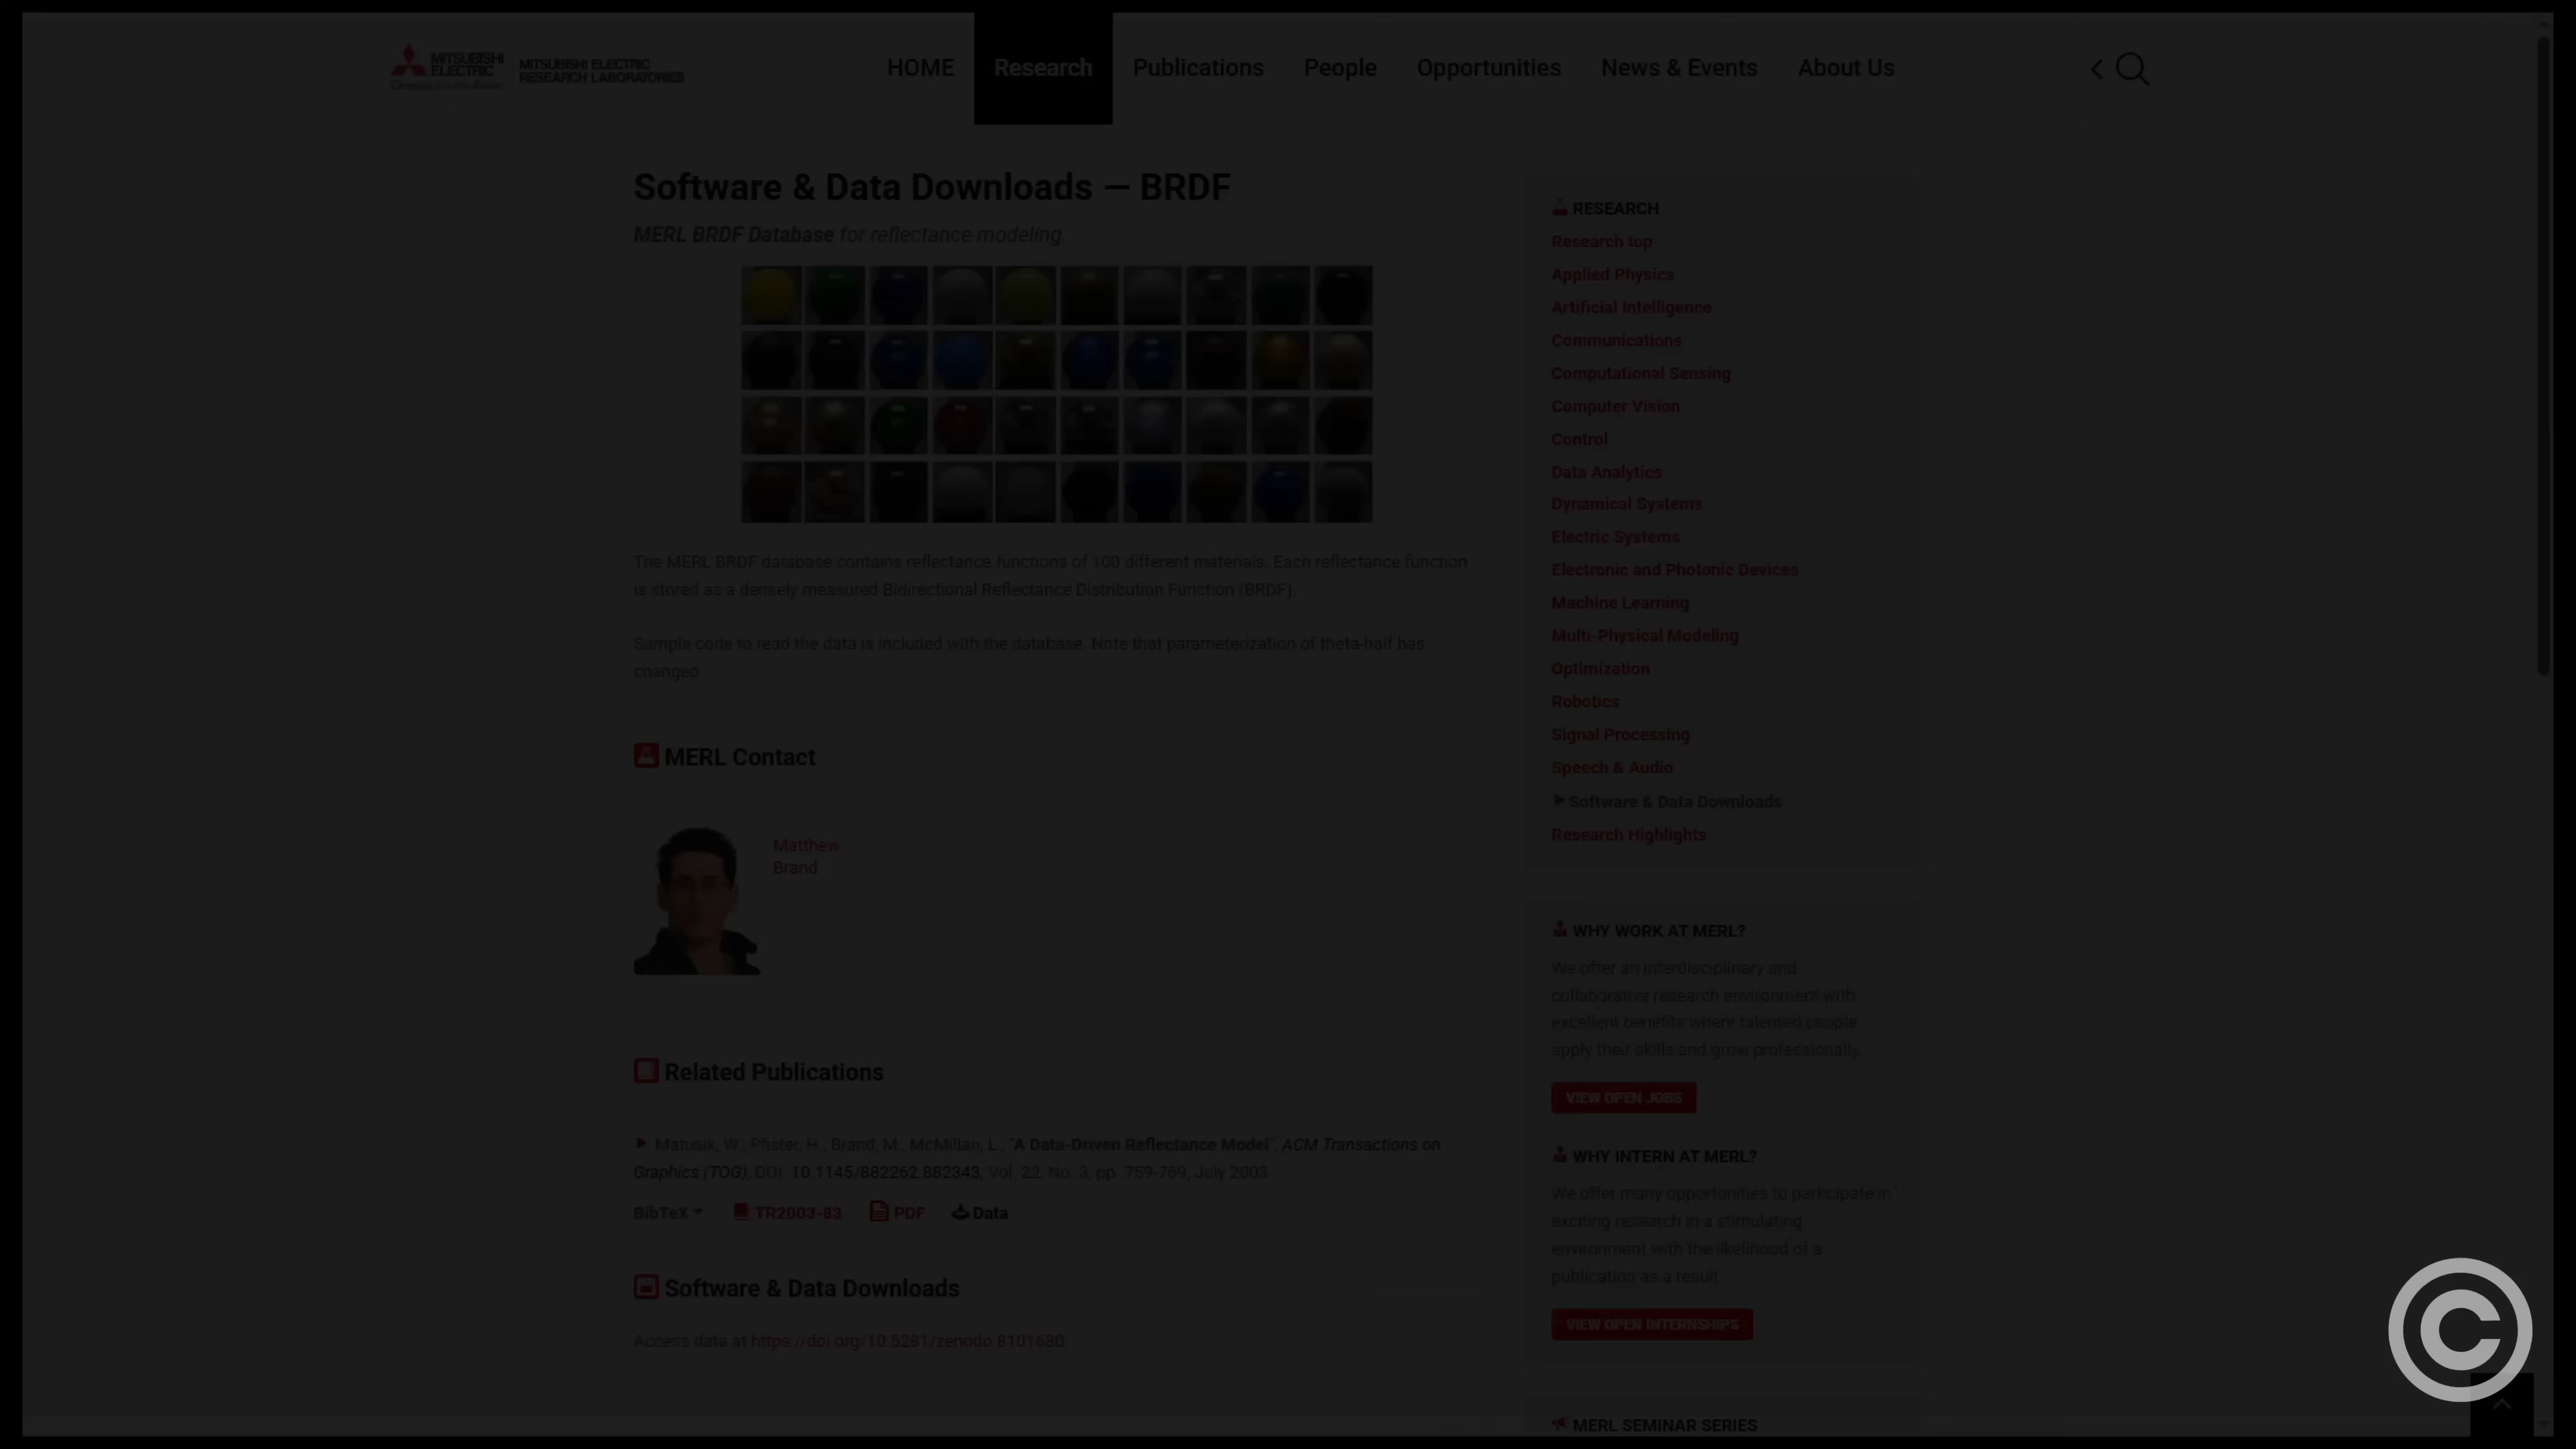 MITSUBISHI ELECTRIC
Changes for the Better
MITSUBISHI ELECTRIC RESEARCH LABORATORIES
HOME
Research
Publications
People
Opportunities
News & Events
About Us
Software & Data Downloads — BRDF
MERL BRDF Database for reflectance modeling.
The MERL BRDF database contains reflectance functions of 100 different materials. Each reflectance function
is stored as a densely measured Bidirectional Reflectance Distribution Function (BRDF).
Sample code to read the data is included with the database. Note that parameterization of theta-half has
changed.
MERL Contact
Matthew
Brand
Related Publications
Matusik, W., Pfister, H., Brand, M., McMillan, L., "A Data-Driven Reflectance Model", ACM Transactions on
Graphics (TOG), DOI: 10.1145/882262.882343, Vol. 22, No. 3, pp. 759-769, July 2003.
BibTeX TR2003-83 PDF Data
Software & Data Downloads
Access data at https://doi.org/10.5281/zenodo.8101680.
RESEARCH
Research top
Applied Physics
Artificial Intelligence
Communications
Computational Sensing
Computer Vision
Control
Data Analytics
Dynamical Systems
Electric Systems
Electronic and Photonic Devices
Machine Learning
Multi-Physical Modeling
Optimization
Robotics
Signal Processing
Speech & Audio
Software & Data Downloads
Research Highlights
WHY WORK AT MERL?
We offer an interdisciplinary and
collaborative research environment with
excellent benefits where talented people
apply their skills and grow professionally.
VIEW OPEN JOBS
WHY INTERN AT MERL?
We offer many opportunities to participate in
exciting research in a stimulating
environment with the likelihood of a
publication as a result.
VIEW OPEN INTERNSHIPS
MERL SEMINAR SERIES
©